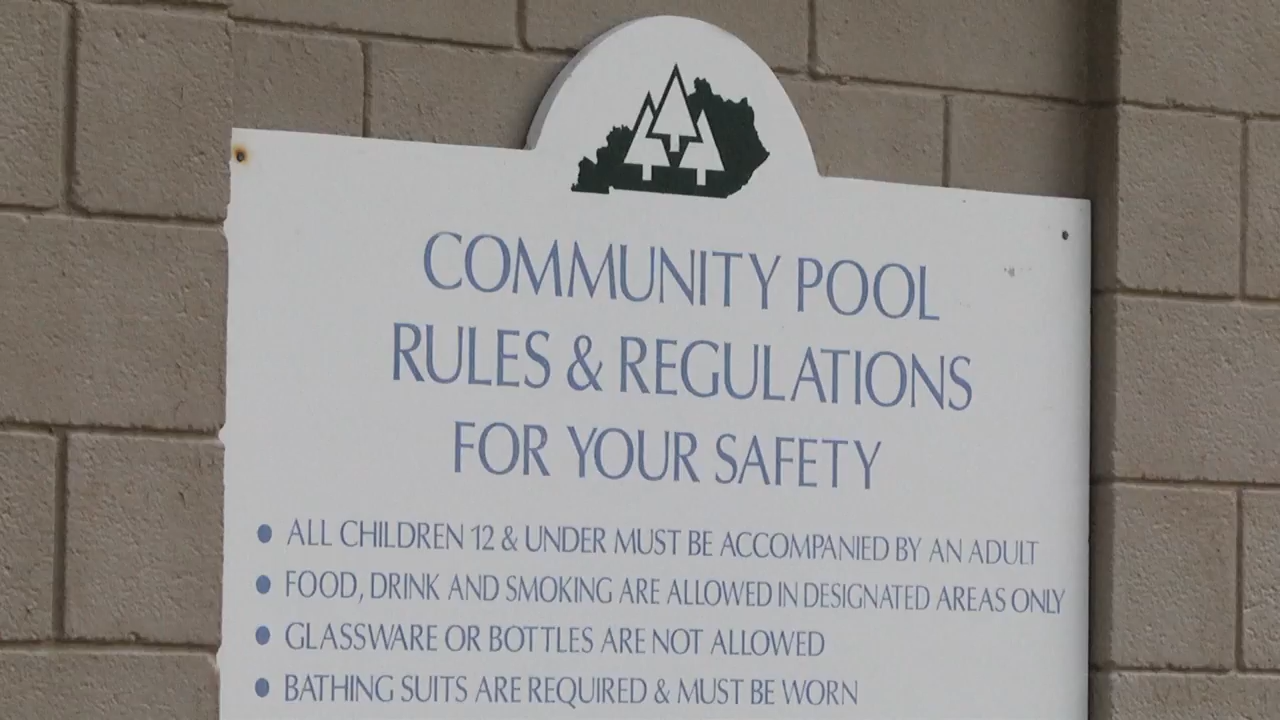 COMMUNITY POOL
RULES & REGULATIONS
FOR YOUR SAFETY
● ALL CHILDREN 12 & UNDER MUST BE ACCOMPANIED BY AN ADULT
● FOOD, DRINK AND SMOKING ARE ALLOWED IN DESIGNATED AREAS ONLY
● GLASSWARE OR BOTTLES ARE NOT ALLOWED
● BATHING SUITS ARE REQUIRED & MUST BE WORN